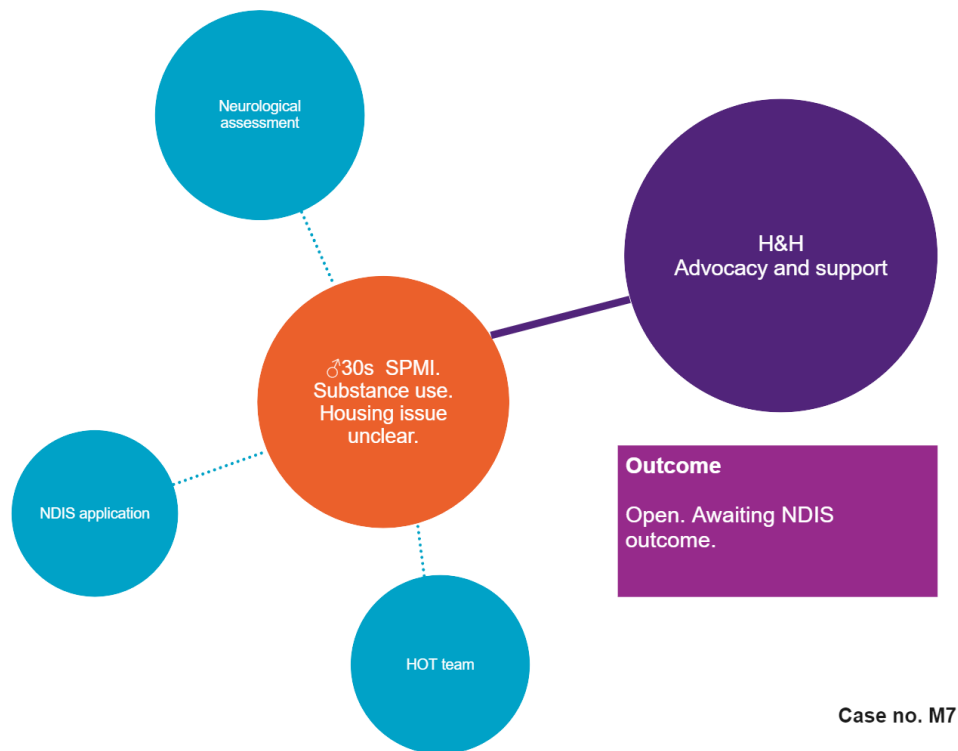 Neurological
assessment
H&H
Advocacy and support
♂30s  SPMI.
Substance use.
Housing issue
unclear.
Outcome
Open. Awaiting NDIS
outcome.
NDIS application
HOT team
Case no. M7